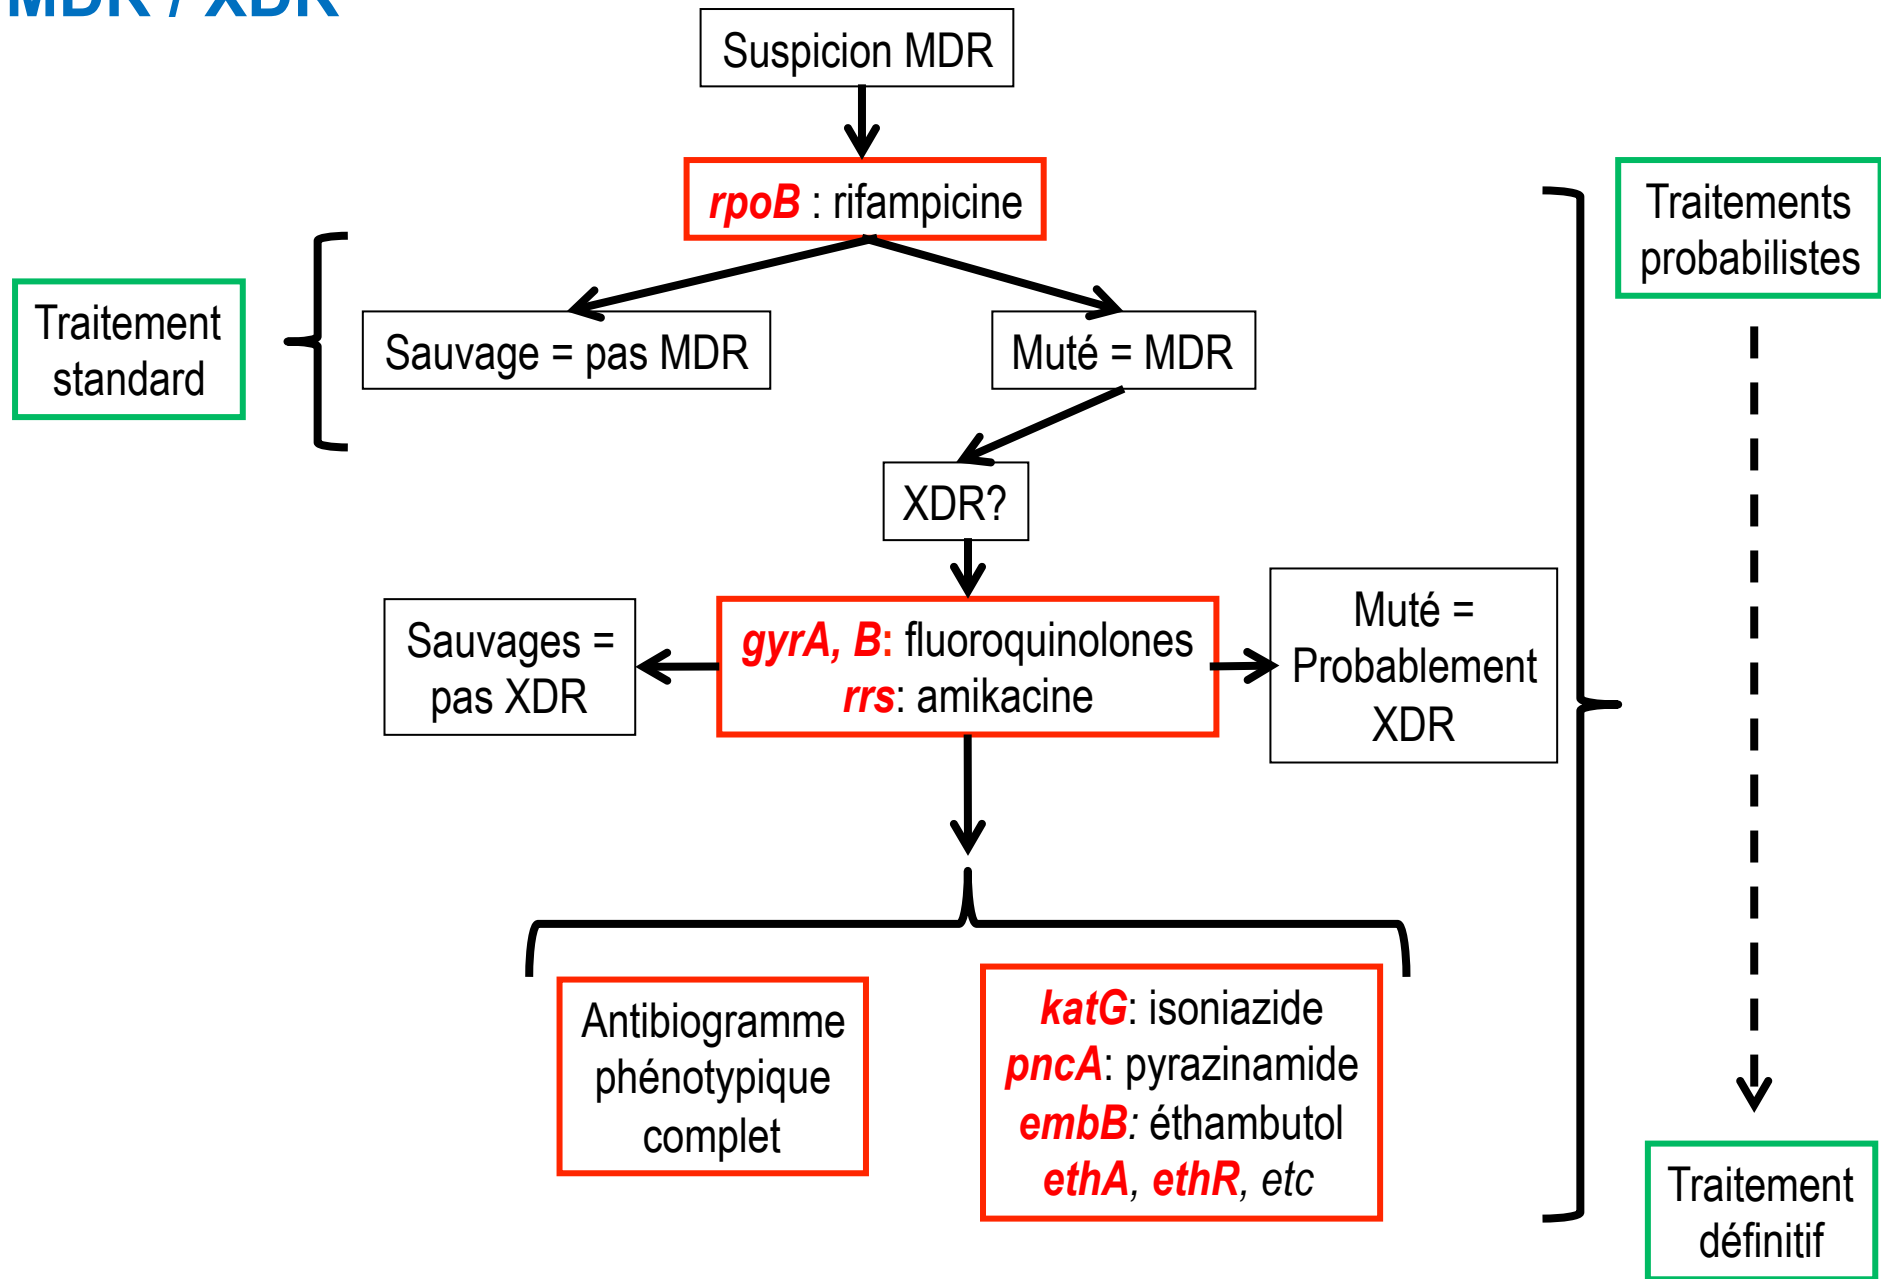 MDR / XDR
Suspicion MDR
rpoB : rifampicine
Traitements
probabilistes
Traitement
standard
Sauvage = pas MDR
Muté = MDR
XDR?
Sauvages =
pas XDR
gyrA, B: fluoroquinolones
rrs: amikacine
Muté =
Probablement
XDR
Antibiogramme
phénotypique
complet
katG: isoniazide
pncA: pyrazinamide
embB: éthambutol
ethA, ethR, etc
Traitement
définitif